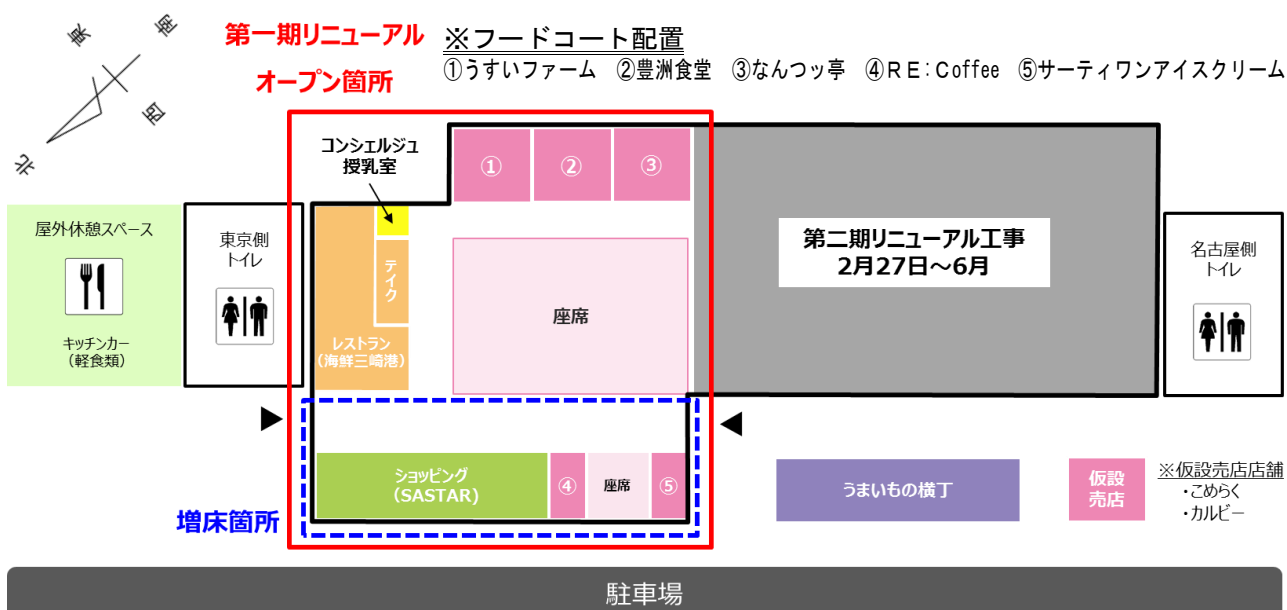 東
南
西
北
第一期リニューアル
オープン箇所
※フードコート配置
①うすいファーム ②豊洲食堂 ③なんつッ亭 ④RE:Coffee ⑤サーティワンアイスクリーム
コンシェルジュ
授乳室
①
②
③
屋外休憩スペース
キッチンカー
(軽食類)
東京側
トイレ
テイク
レストラン
(海鮮三崎港)
座席
第二期リニューアル工事
2月27日~6月
名古屋側
トイレ
ショッピング
(SASTAR)
④
座席
⑤
増床箇所
うまいもの横丁
仮設
売店
※仮設売店店舗
・こめらく
・カルビー
駐車場